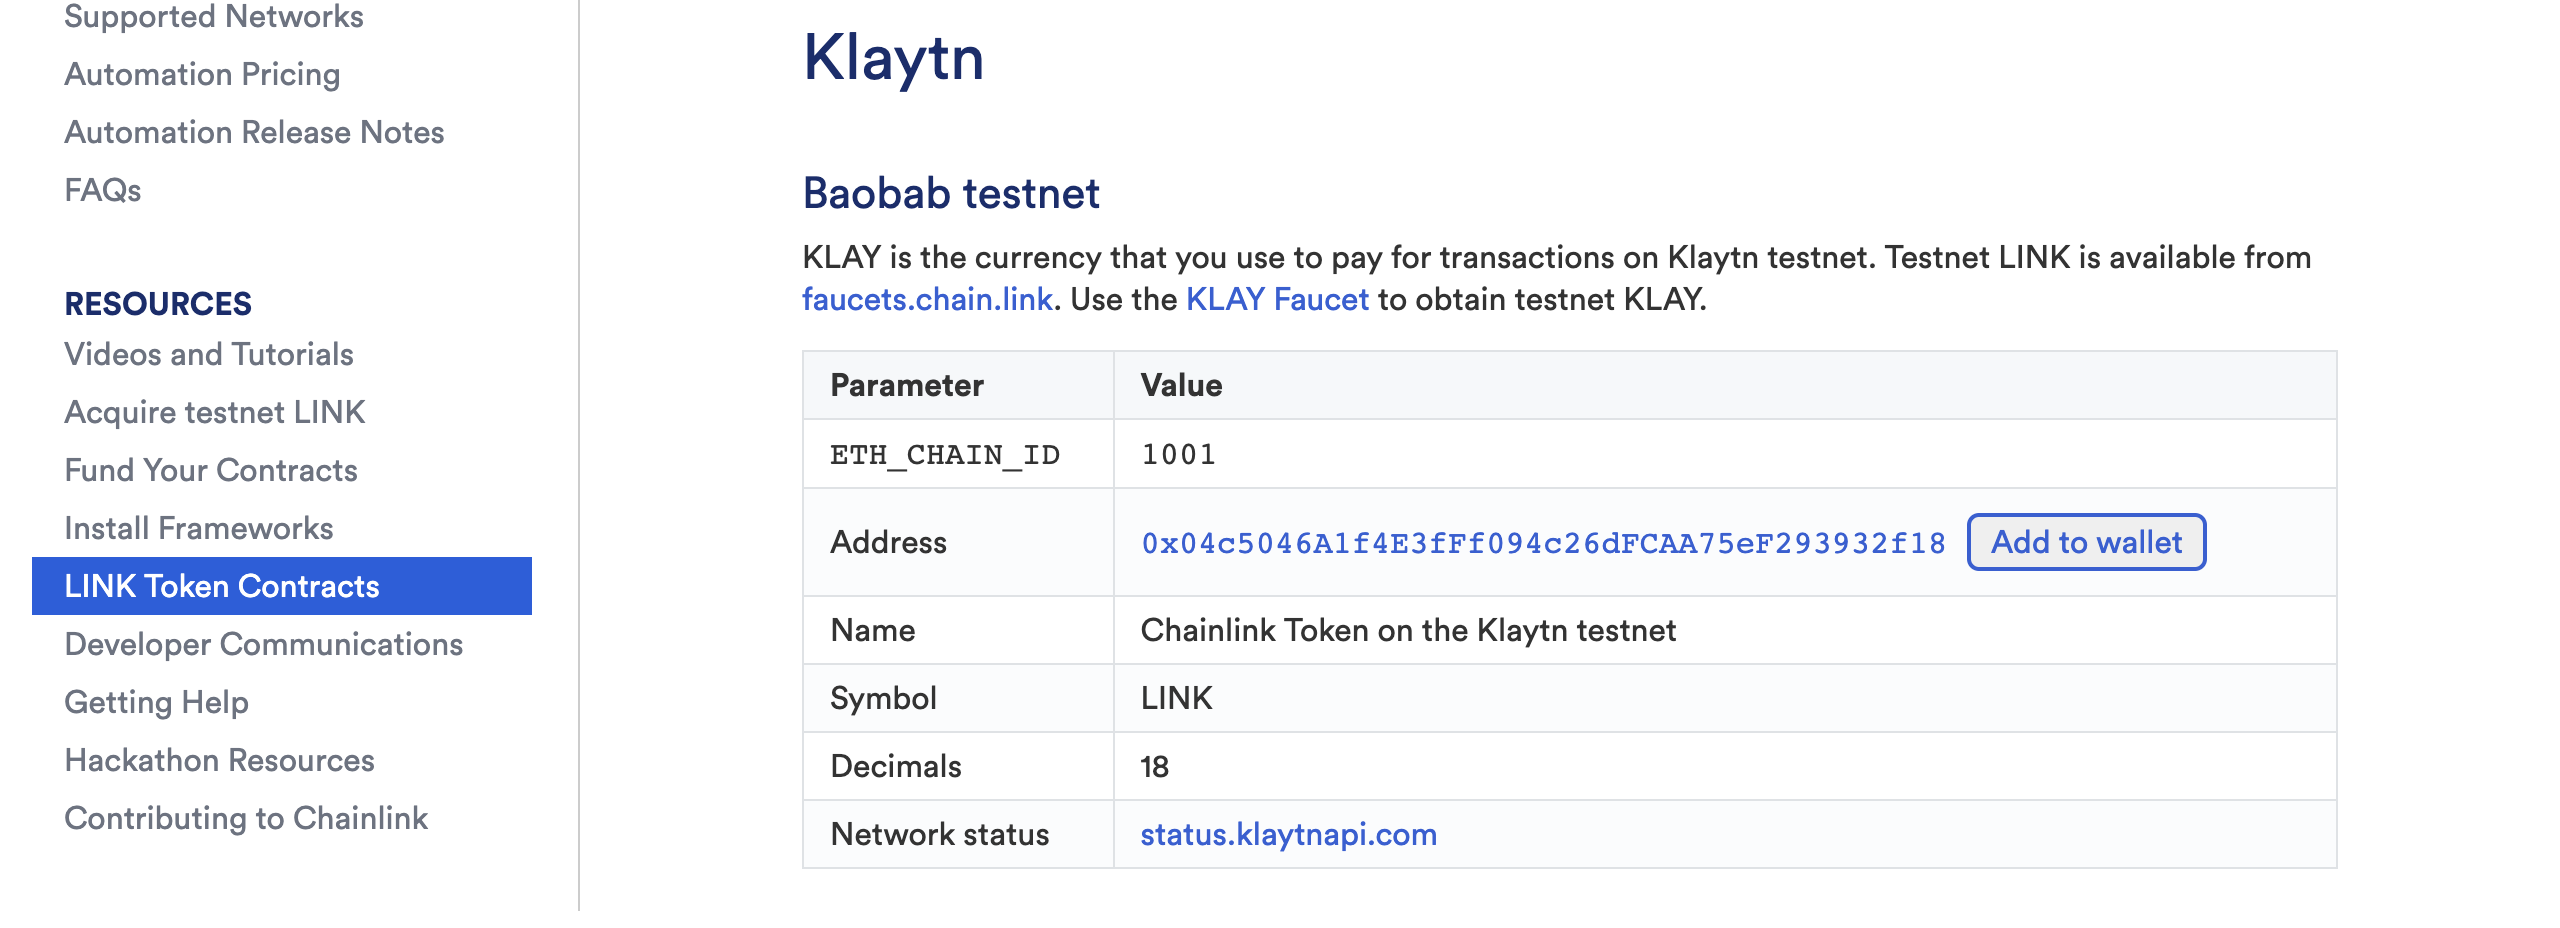 Supported Networks
Automation Pricing
Automation Release Notes
FAQs
RESOURCES
Videos and Tutorials
Acquire testnet LINK
Fund Your Contracts
Install Frameworks
LINK Token Contracts
Developer Communications
Getting Help
Hackathon Resources
Contributing to Chainlink
Klaytn
Baobab testnet
KLAY is the currency that you use to pay for transactions on Klaytn testnet. Testnet LINK is available from
faucets.chain.link. Use the KLAY Faucet to obtain testnet KLAY.
Parameter Value
ETH_CHAIN_ID 1001
Address 0x04c5046A1f4E3fFf094c26dFCAA75eF293932f18 Add to wallet
Name Chainlink Token on the Klaytn testnet
Symbol LINK
Decimals 18
Network status status.klaytnapi.com